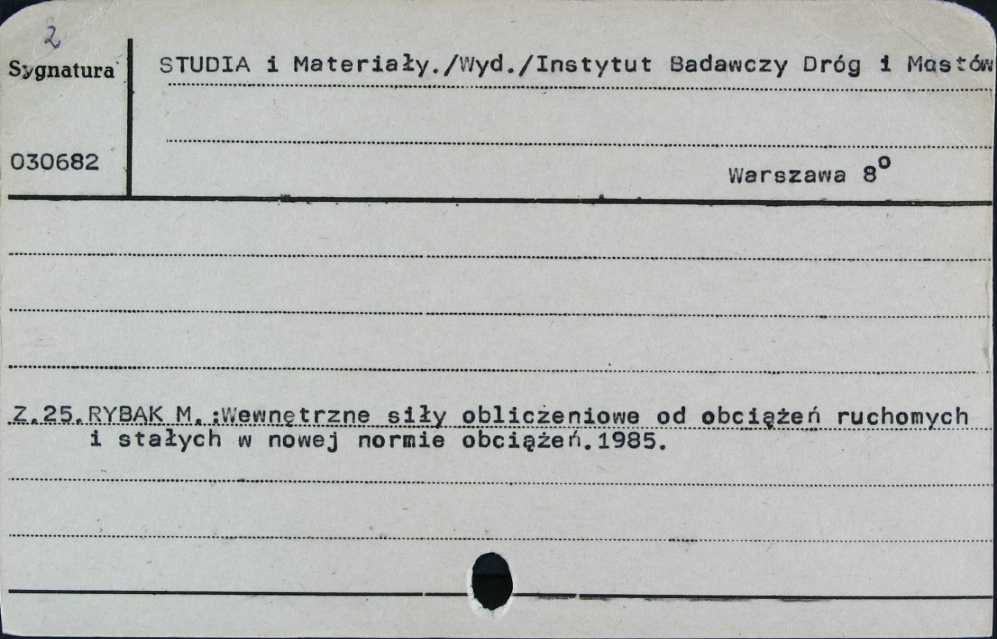 2
Sygnatura
STUDIA i Materiały./Wyd./Instytut Badawczy Dróg i Mostów
030682
Warszawa 8º
Z.25.RYBAK M.:Wewnętrzne siły obliczeniowe od obciążeń ruchomych
i stałych w nowej normie obciążeń.1985.